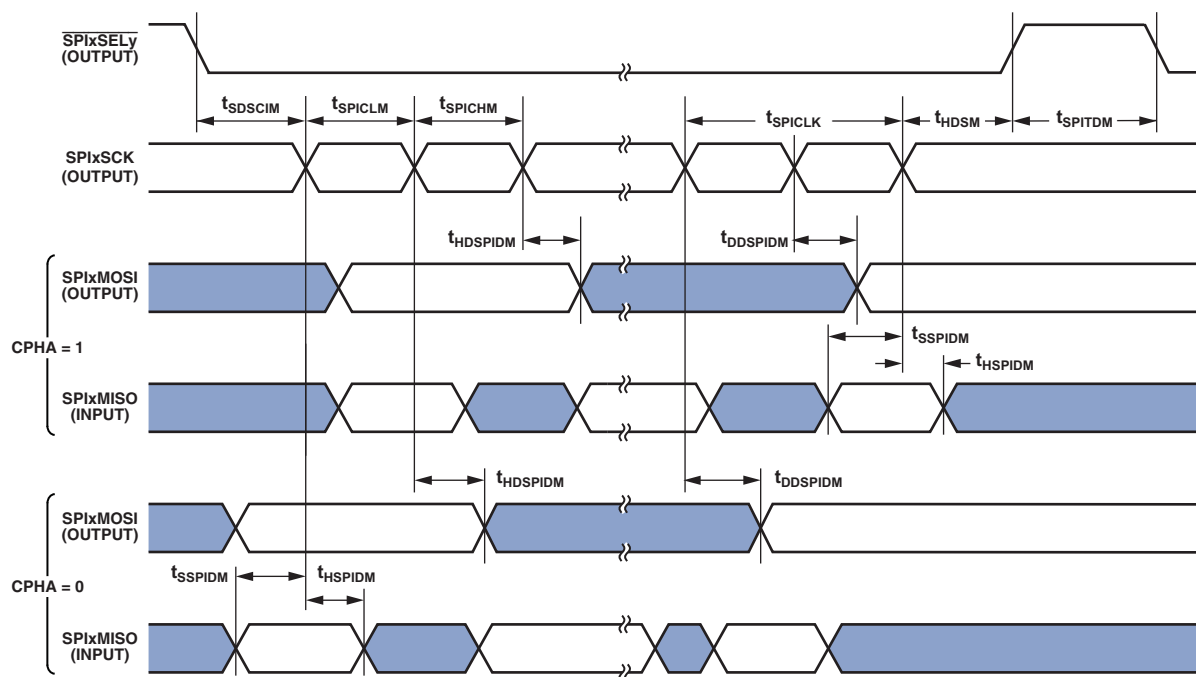 SPIxSELy
(OUTPUT)
tSDSCIM
tSPICLM
tSPICHM
tSPICLK
tHDSM
tSPITDM
SPIxSCK
(OUTPUT)
tHDSPIDM
tDDSPIDM
SPIxMOSI
(OUTPUT)
tSSPIDM
CPHA = 1
tHSPIDM
SPIxMISO
(INPUT)
tHDSPIDM
tDDSPIDM
SPIxMOSI
(OUTPUT)
CPHA = 0
tSSPIDM
tHSPIDM
SPIxMISO
(INPUT)